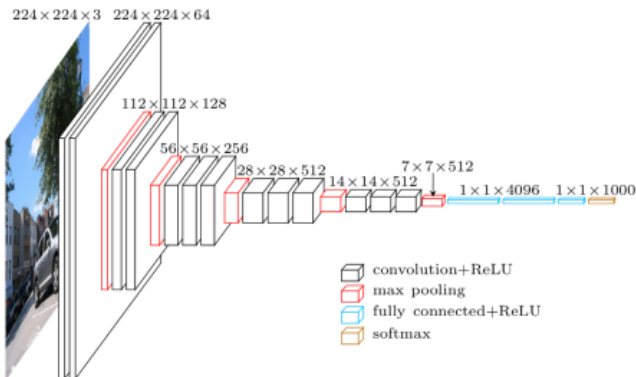 224×224×3
224×224×64
112×112×128
56×56×256
28×28×512
14×14×512
7×7×512
1×1×4096
1×1×1000
convolution+ReLU
max pooling
fully connected+ReLU
softmax